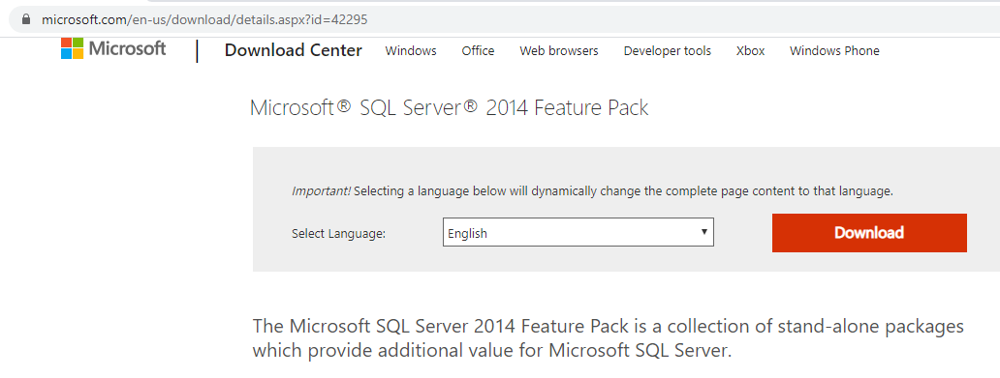 microsoft.com/en-us/download/details.aspx?id=42295
Microsoft | Download Center Windows Office Web browsers Developer tools Xbox Windows Phone
Microsoft® SQL Server® 2014 Feature Pack
Important! Selecting a language below will dynamically change the complete page content to that language.
Select Language: English Download
The Microsoft SQL Server 2014 Feature Pack is a collection of stand-alone packages
which provide additional value for Microsoft SQL Server.